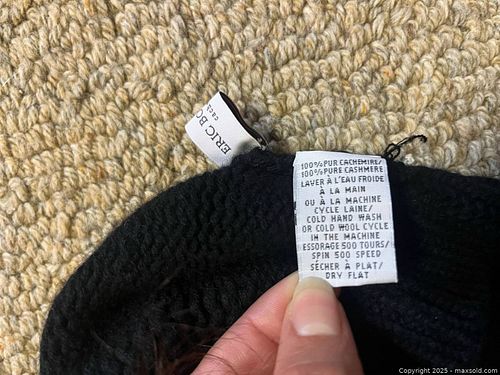 ERIC BO
100% PUR CACHEMIRE/
100% PURE CASHMERE
LAVER À L'EAU FROIDE
À LA MAIN
OU À LA MACHINE
CYCLE LAINE/
COLD HAND WASH
OR COLD WOOL CYCLE
IN THE MACHINE
ESSORAGE 500 TOURS/
SPIN 500 SPEED
SÉCHER À PLAT/
DRY FLAT
Copyright © 2025 - maxsold.com